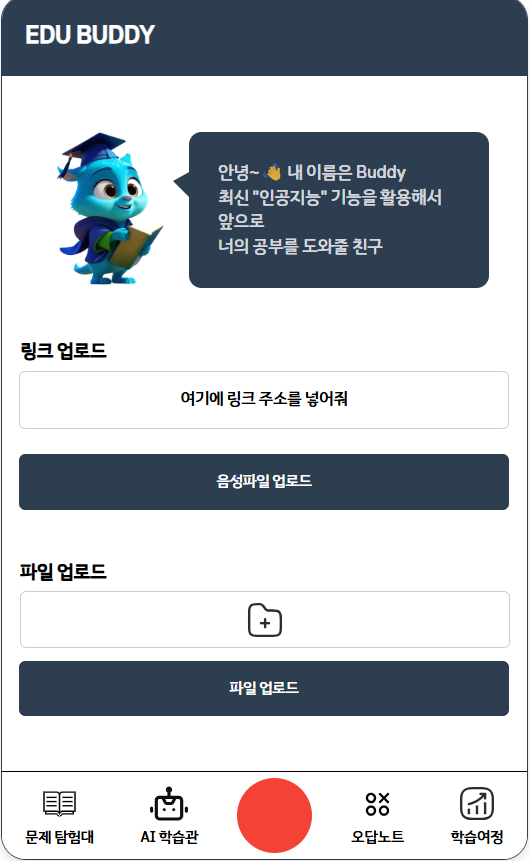 EDU BUDDY
안녕~ 👋 내 이름은 Buddy
최신 "인공지능" 기능을 활용해서
앞으로
너의 공부를 도와줄 친구
링크 업로드
여기에 링크 주소를 넣어줘
음성파일 업로드
파일 업로드
파일 업로드
문제 탐험대
AI 학습관
오답노트
학습여정